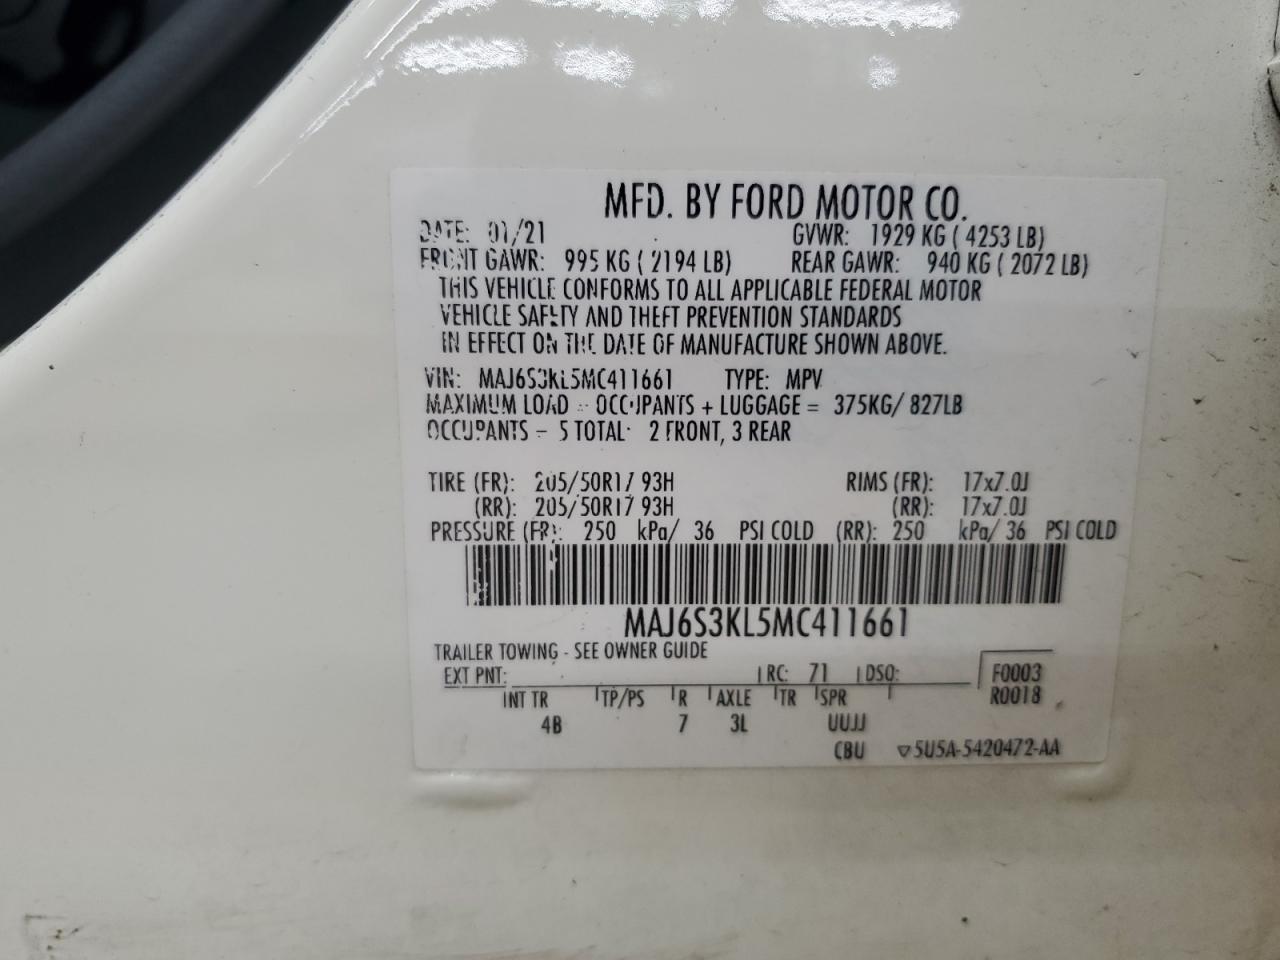 MFD. BY FORD MOTOR CO.
DATE: 01/21 GVWR: 1929 KG ( 4253 LB)
FRONT GAWR: 995 KG ( 2194 LB) REAR GAWR: 940 KG ( 2072 LB)
THIS VEHICLE CONFORMS TO ALL APPLICABLE FEDERAL MOTOR
VEHICLE SAFETY AND THEFT PREVENTION STANDARDS
IN EFFECT ON THE DATE OF MANUFACTURE SHOWN ABOVE.
VIN: MAJ6S3KL5MC411661 TYPE: MPV
MAXIMUM LOAD = OCCUPANTS + LUGGAGE = 375KG/ 827LB
OCCUPANTS - 5 TOTAL: 2 FRONT, 3 REAR
TIRE (FR): 205/50R17 93H RIMS (FR): 17x7.0J
(RR): 205/50R17 93H (RR): 17x7.0J
PRESSURE (FR): 250 kPa/ 36 PSI COLD (RR): 250 kPa/ 36 PSI COLD
MAJ6S3KL5MC411661
TRAILER TOWING - SEE OWNER GUIDE
EXT PNT: RC: 71 DSO: F0003
INT TR TP/PS R AXLE TR SPR R0018
4B 7 3L UUJJ
CBU ▽5U5A-5420472-AA